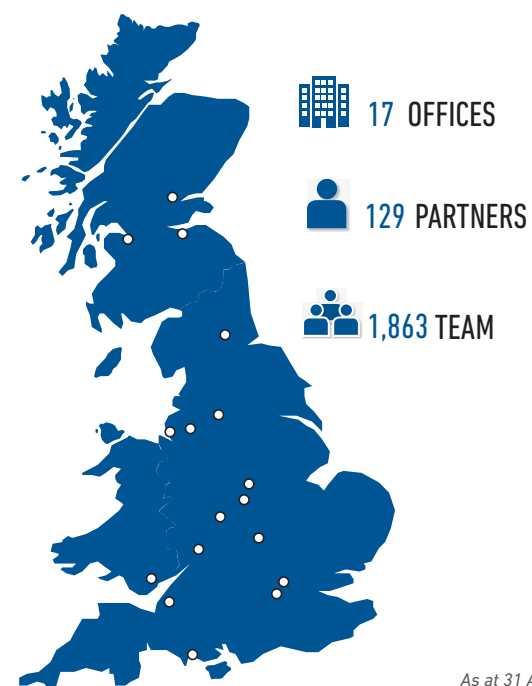 17 OFFICES
129 PARTNERS
1,863 TEAM
As at 31 A